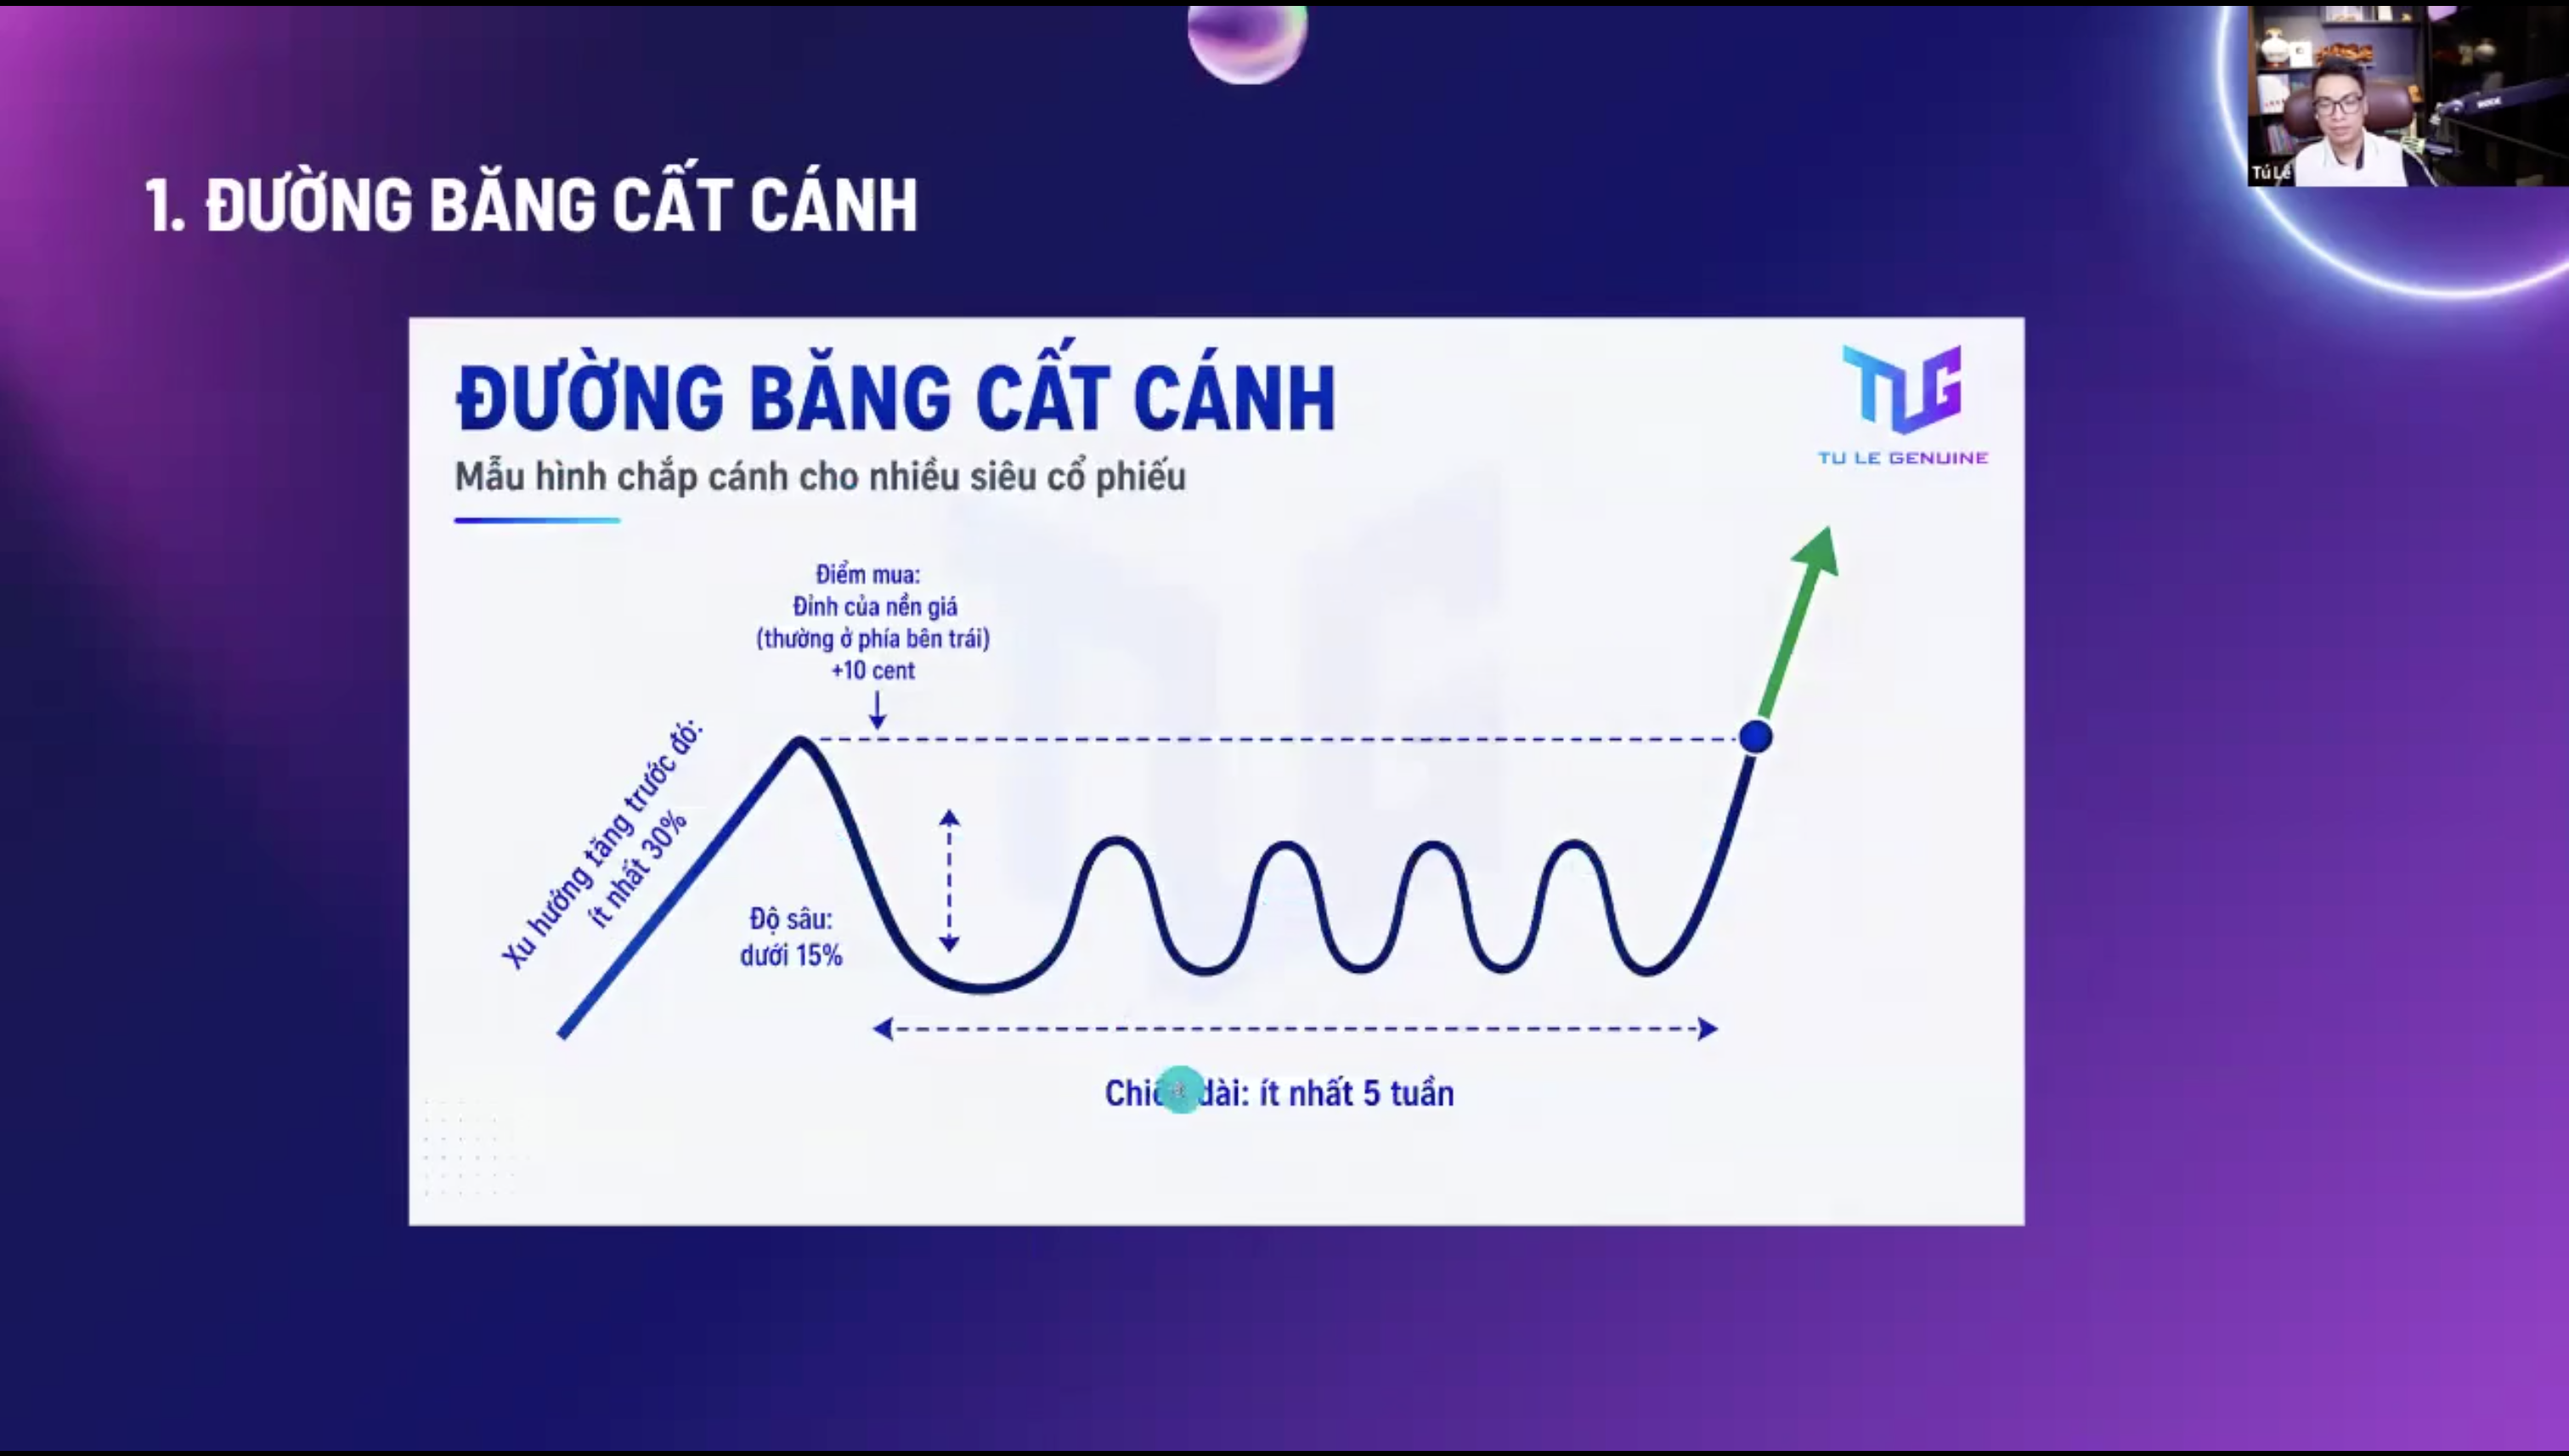 Tú Lê
1. ĐƯỜNG BĂNG CẤT CÁNH
ĐƯỜNG BĂNG CẤT CÁNH
Mẫu hình chắp cánh cho nhiều siêu cổ phiếu
TU LE GENUINE
Điểm mua:
Đỉnh của nền giá
(thường ở phía bên trái)
+10 cent
Xu hướng tăng trước đó:
ít nhất 30%
Độ sâu:
dưới 15%
dài: ít nhất 5 tuần